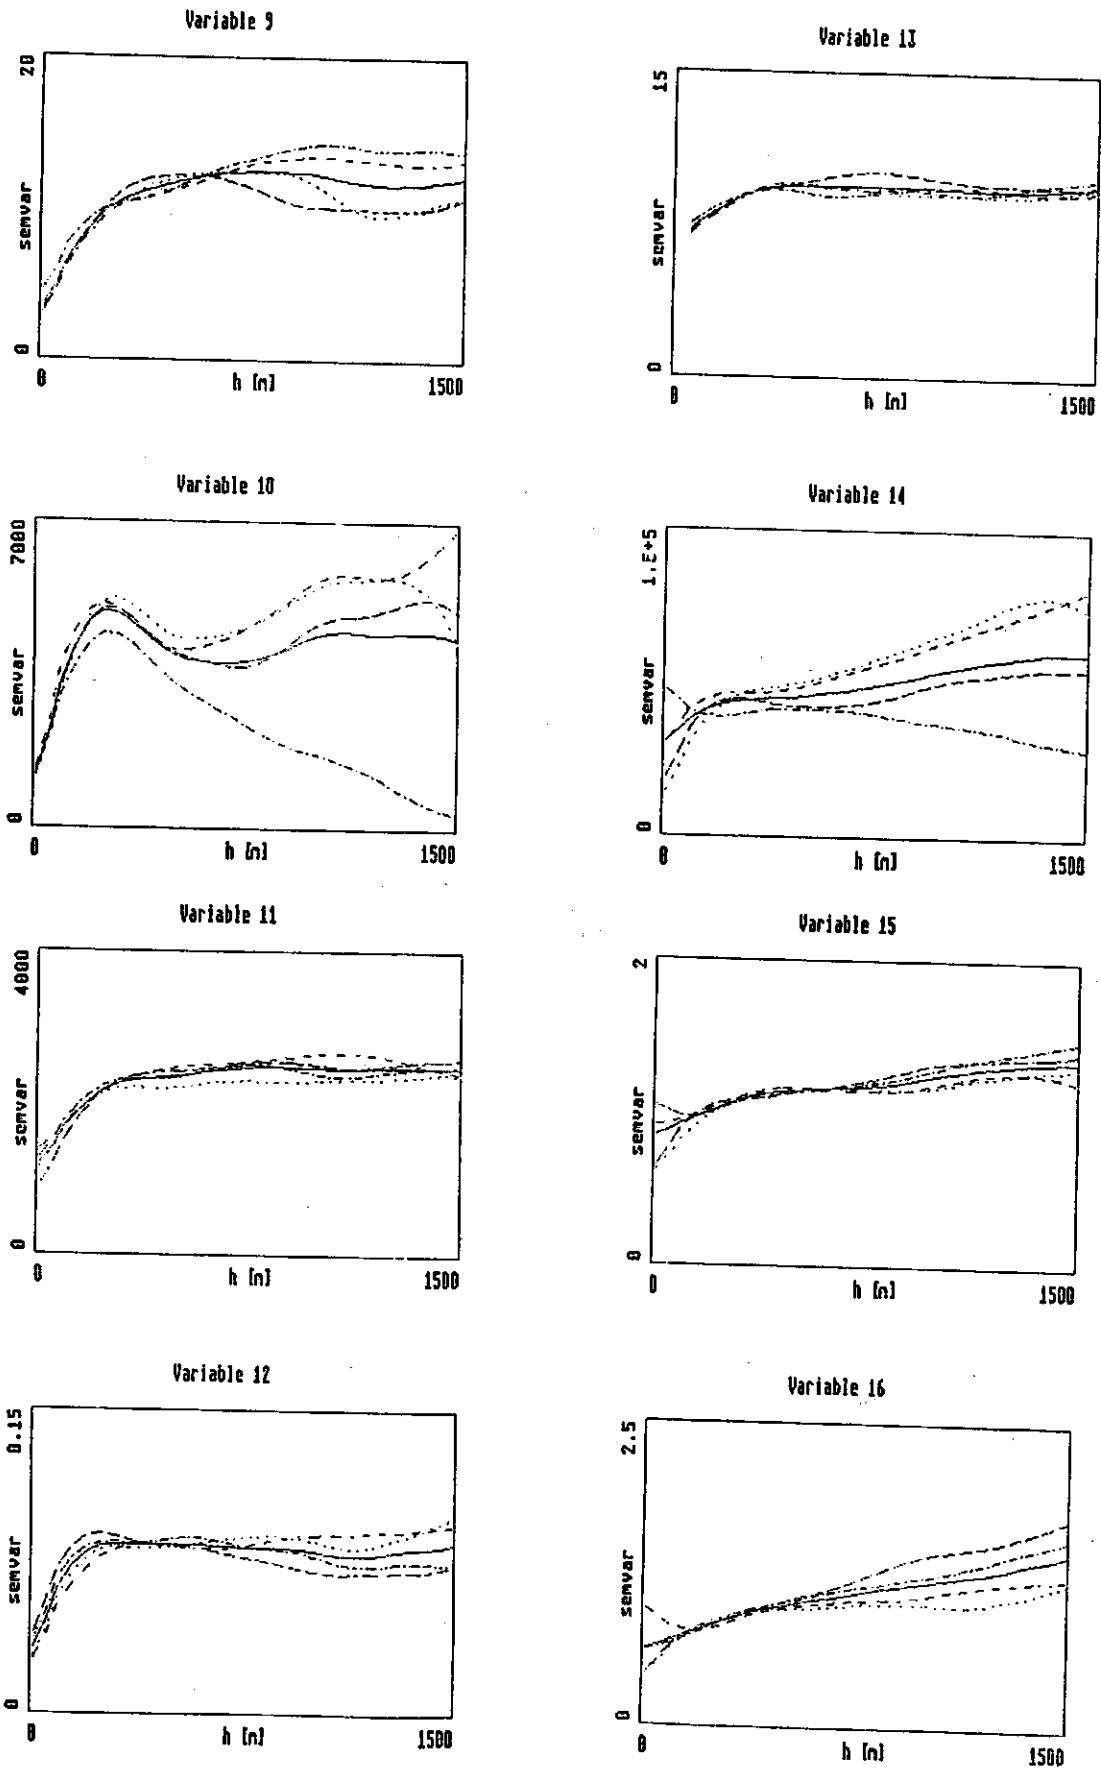 Variable 9
20
semvar
0
0
h [m]
1500
Variable 13
15
semvar
0
0
h [m]
1500
Variable 10
7000
semvar
0
0
h [m]
1500
Variable 14
1.E+5
semvar
0
0
h [m]
1500
Variable 11
4000
semvar
0
0
h [m]
1500
Variable 15
2
semvar
0
0
h [m]
1500
Variable 12
0.15
semvar
0
0
h [m]
1500
Variable 16
2.5
semvar
0
0
h [m]
1500